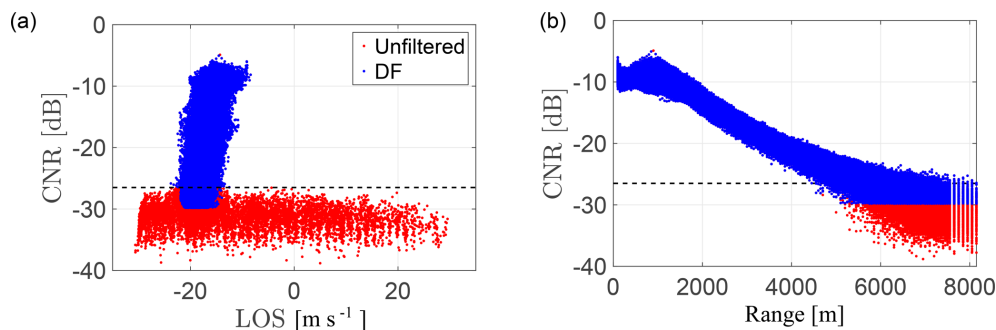 (a)
0
-10
-20
-30
-40
CNR [dB]
-20
0
20
LOS [m s⁻¹]
Unfiltered
DF
(b)
0
-10
-20
-30
-40
CNR [dB]
0
2000
4000
6000
8000
Range [m]